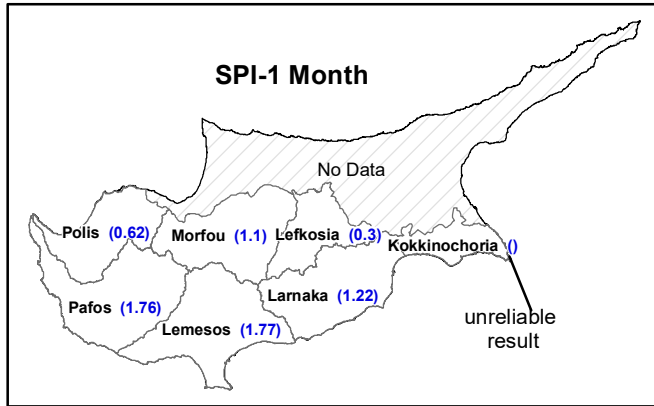 SPI-1 Month
No Data
Polis (0.62)
Morfou (1.1)
Lefkosia (0.3)
Kokkinochoria ()
Pafos (1.76)
Lemesos (1.77)
Larnaka (1.22)
unreliable
result